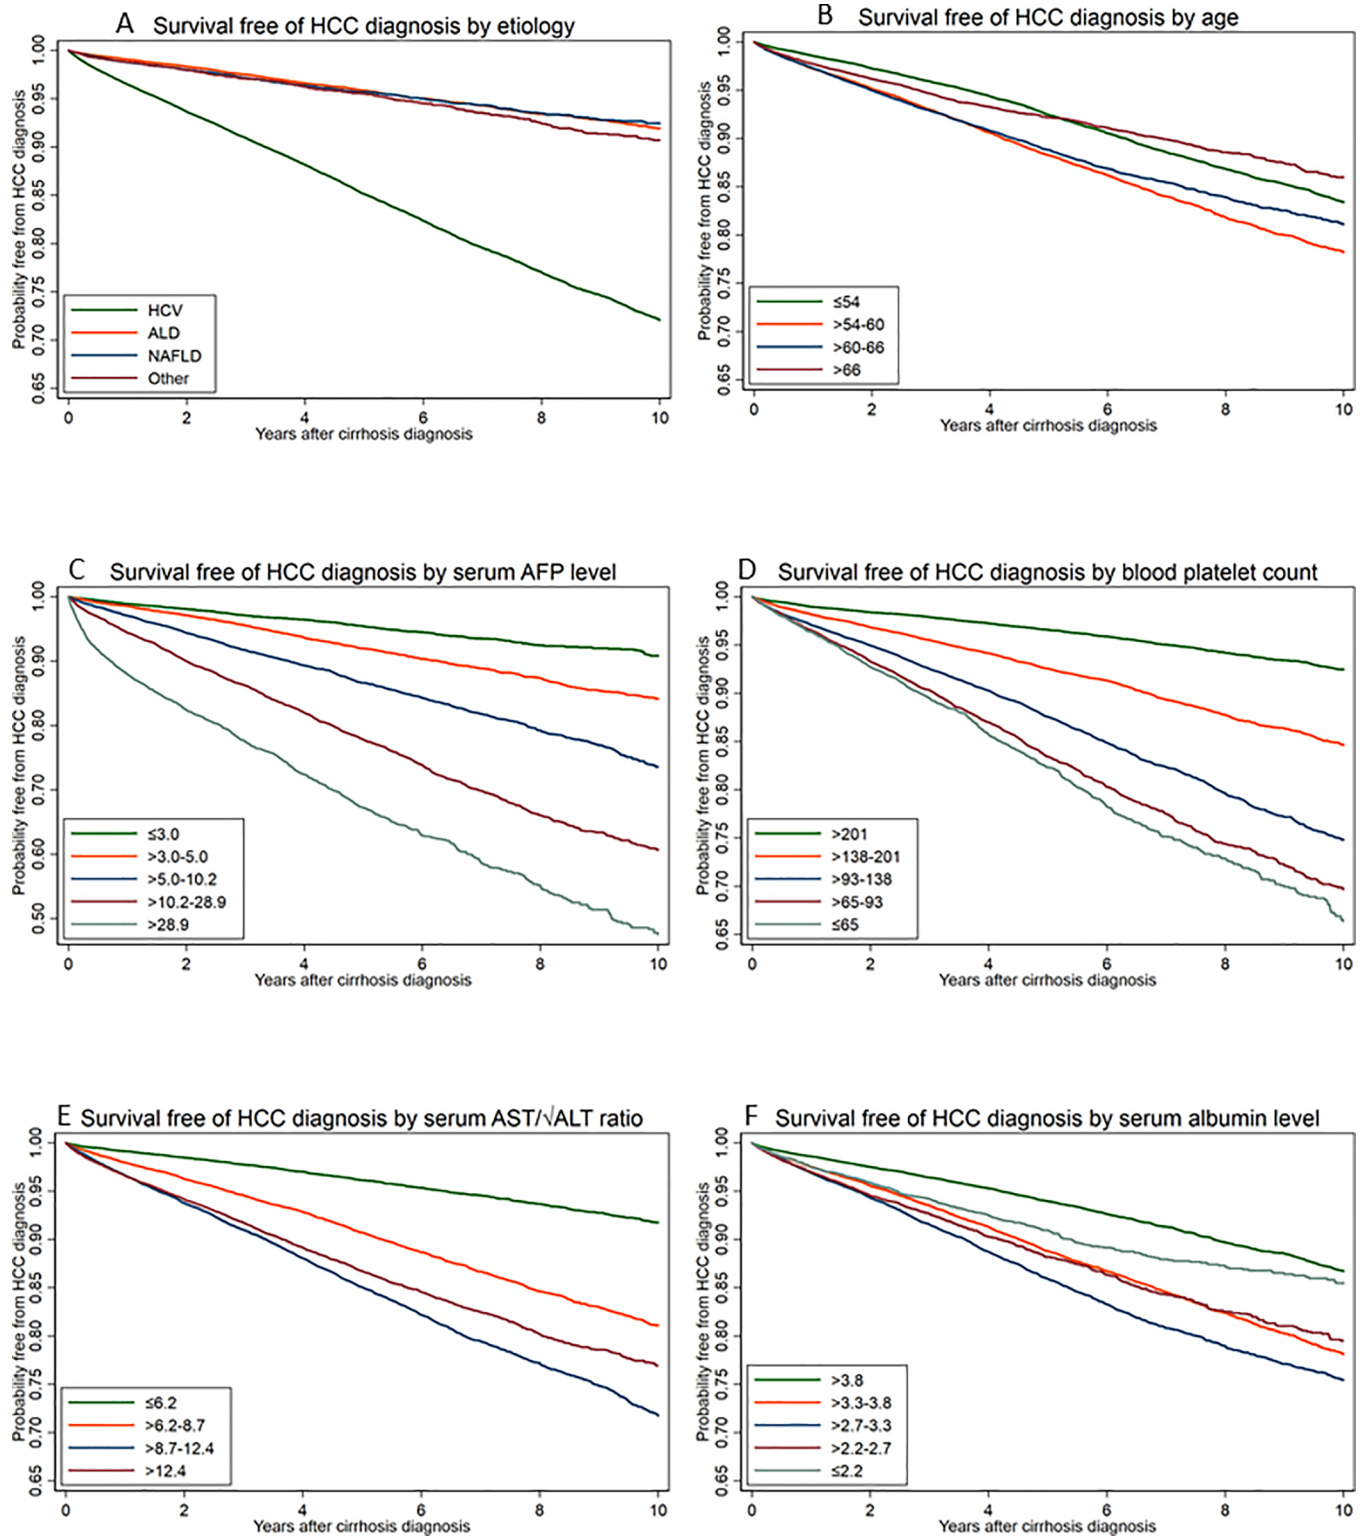 A Survival free of HCC diagnosis by etiology
Probability free from HCC diagnosis
1.00
0.95
0.90
0.85
0.80
0.75
0.70
0.65
HCV
ALD
NAFLD
Other
0 2 4 6 8 10
Years after cirrhosis diagnosis
B Survival free of HCC diagnosis by age
Probability free from HCC diagnosis
1.00
0.95
0.90
0.85
0.80
0.75
0.70
0.65
≤54
>54-60
>60-66
>66
0 2 4 6 8 10
Years after cirrhosis diagnosis
C Survival free of HCC diagnosis by serum AFP level
Probability free from HCC diagnosis
1.00
0.90
0.80
0.70
0.60
0.50
≤3.0
>3.0-5.0
>5.0-10.2
>10.2-28.9
>28.9
0 2 4 6 8 10
Years after cirrhosis diagnosis
D Survival free of HCC diagnosis by blood platelet count
Probability free from HCC diagnosis
1.00
0.95
0.90
0.85
0.80
0.75
0.70
0.65
>201
>138-201
>93-138
>65-93
≤65
0 2 4 6 8 10
Years after cirrhosis diagnosis
E Survival free of HCC diagnosis by serum AST/√ALT ratio
Probability free from HCC diagnosis
1.00
0.95
0.90
0.85
0.80
0.75
0.70
0.65
≤6.2
>6.2-8.7
>8.7-12.4
>12.4
0 2 4 6 8 10
Years after cirrhosis diagnosis
F Survival free of HCC diagnosis by serum albumin level
Probability free from HCC diagnosis
1.00
0.95
0.90
0.85
0.80
0.75
0.70
0.65
>3.8
>3.3-3.8
>2.7-3.3
>2.2-2.7
≤2.2
0 2 4 6 8 10
Years after cirrhosis diagnosis